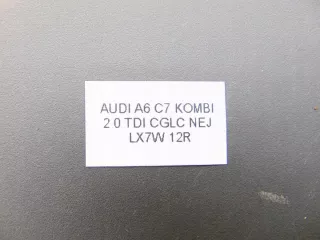 AUDI A6 C7 KOMBI
2 0 TDI CGLC NEJ
LX7W 12R